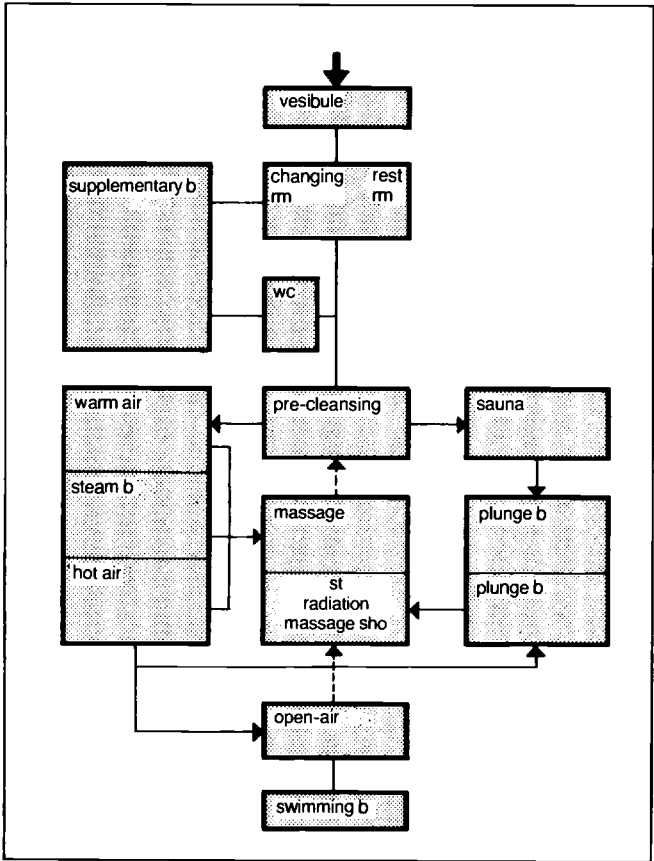 vesibule
changing rest
rm rm
supplementary b
wc
warm air
pre-cleansing
sauna
steam b
massage
plunge b
hot air
st
radiation
massage sho
plunge b
open-air
swimming b